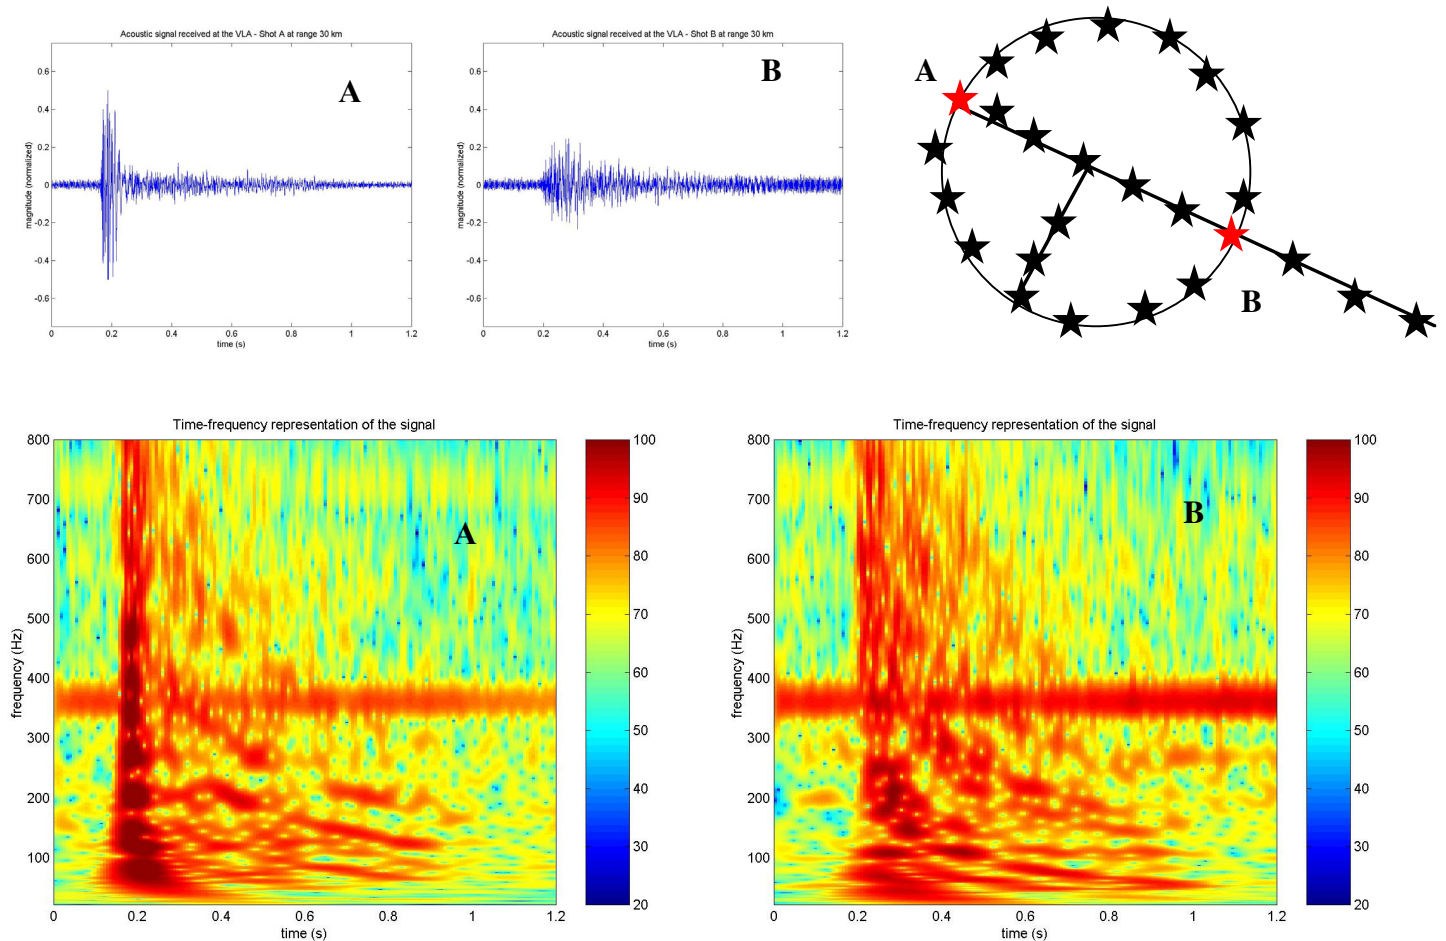 Acoustic signal received at the VLA - Shot A at range 30 km
A
magnitude (normalized)
0.6
0.4
0.2
0
-0.2
-0.4
-0.6
0 0.2 0.4 0.6 0.8 1 1.2
time (s)
Acoustic signal received at the VLA - Shot B at range 30 km
B
magnitude (normalized)
0.6
0.4
0.2
0
-0.2
-0.4
-0.6
0 0.2 0.4 0.6 0.8 1 1.2
time (s)
A
B
Time-frequency representation of the signal
A
frequency (Hz)
800
700
600
500
400
300
200
100
0 0.2 0.4 0.6 0.8 1 1.2
time (s)
100
90
80
70
60
50
40
30
20
Time-frequency representation of the signal
B
frequency (Hz)
800
700
600
500
400
300
200
100
0 0.2 0.4 0.6 0.8 1 1.2
time (s)
100
90
80
70
60
50
40
30
20